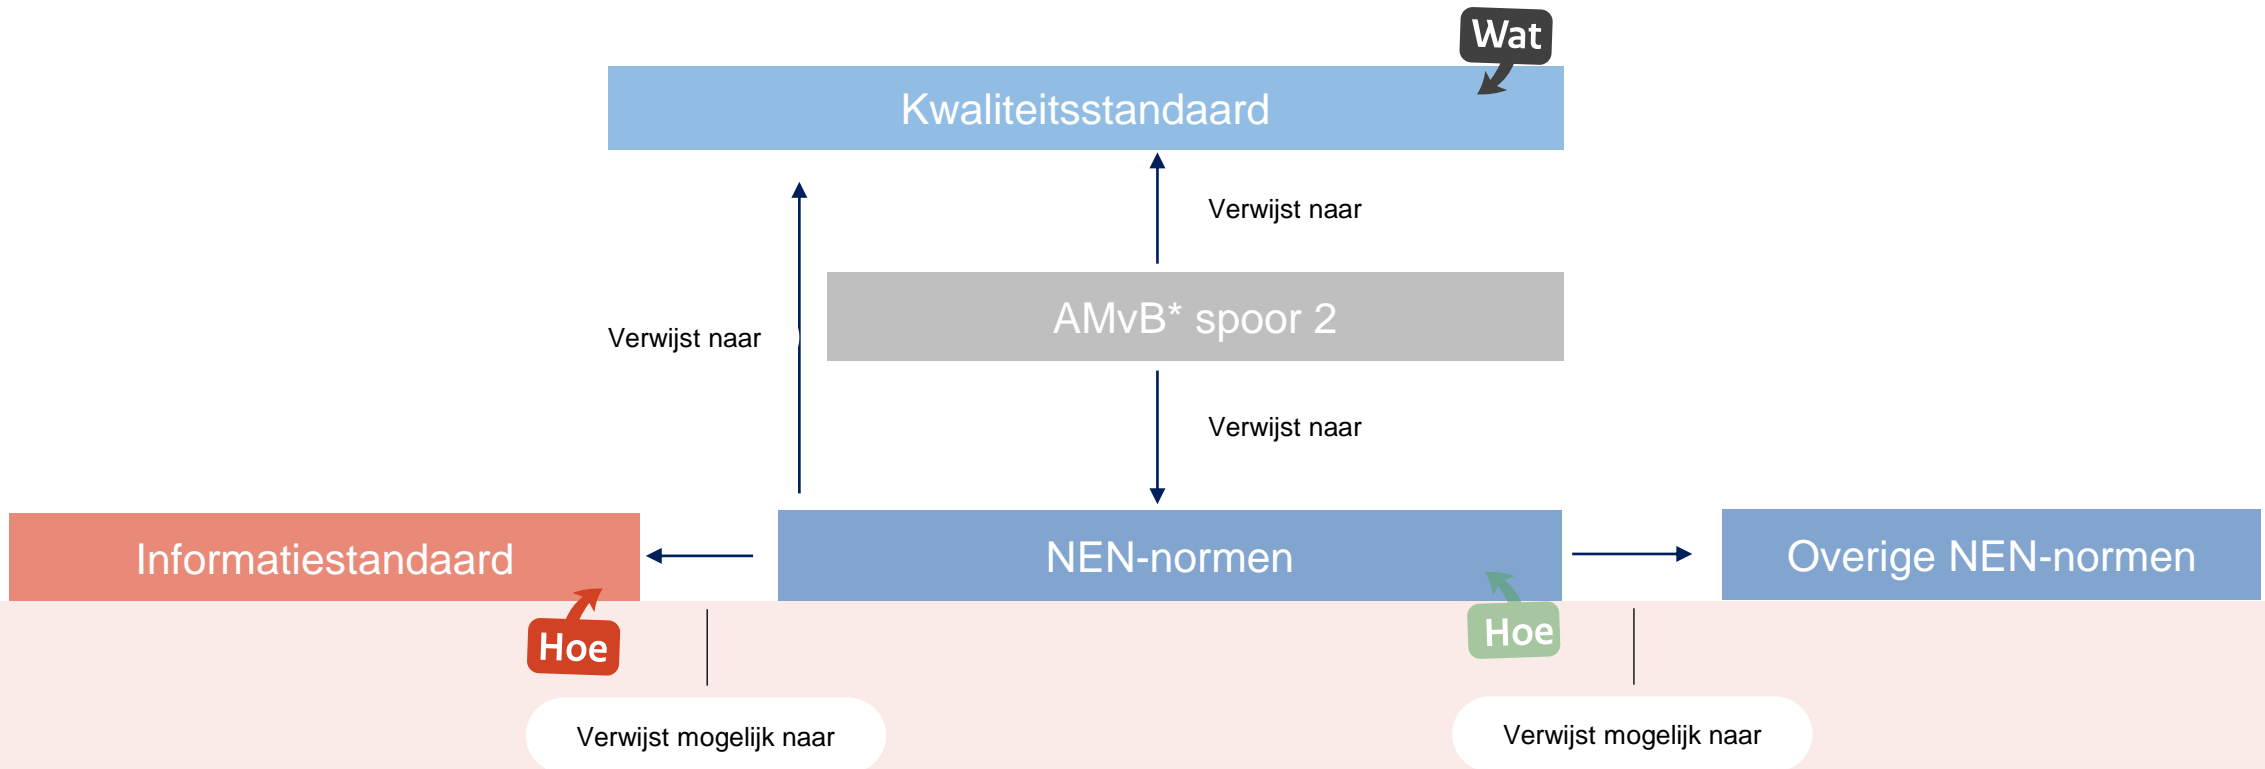 Wat
Kwaliteitsstandaard
Verwijst naar
AMvB* spoor 2
Verwijst naar
Verwijst naar
Informatiestandaard
NEN-normen
Overige NEN-normen
Hoe
Hoe
Verwijst mogelijk naar
Verwijst mogelijk naar